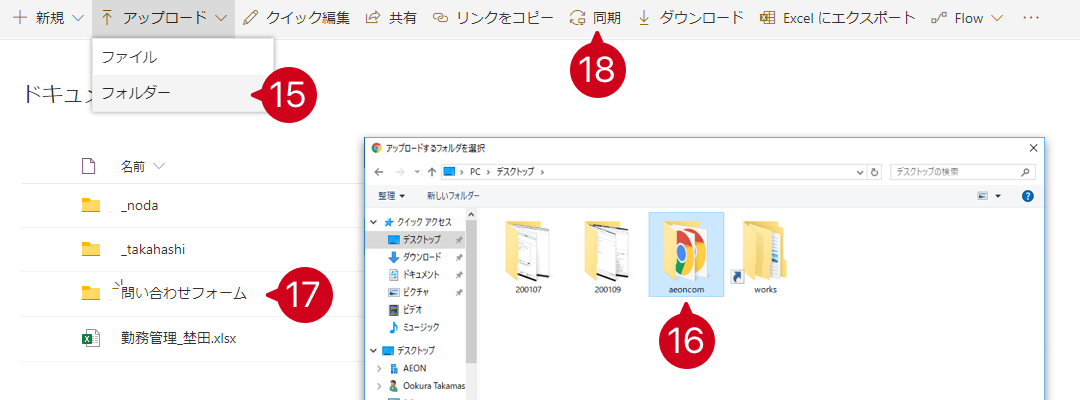 新規 アップロード クイック編集 共有 リンクをコピー 同期 ダウンロード Excel にエクスポート Flow
18
ファイル
フォルダー
15
ドキュメ
名前
_noda
_takahashi
問い合わせフォーム
17
勤務管理_埜田.xlsx
アップロードするフォルダを選択
PC デスクトップ
デスクトップの検索
整理 新しいフォルダー
クイック アクセス
デスクトップ
ダウンロード
ドキュメント
ピクチャ
ビデオ
ミュージック
デスクトップ
AEON
Ookura Takamas
200107 200109 aeoncom works
16